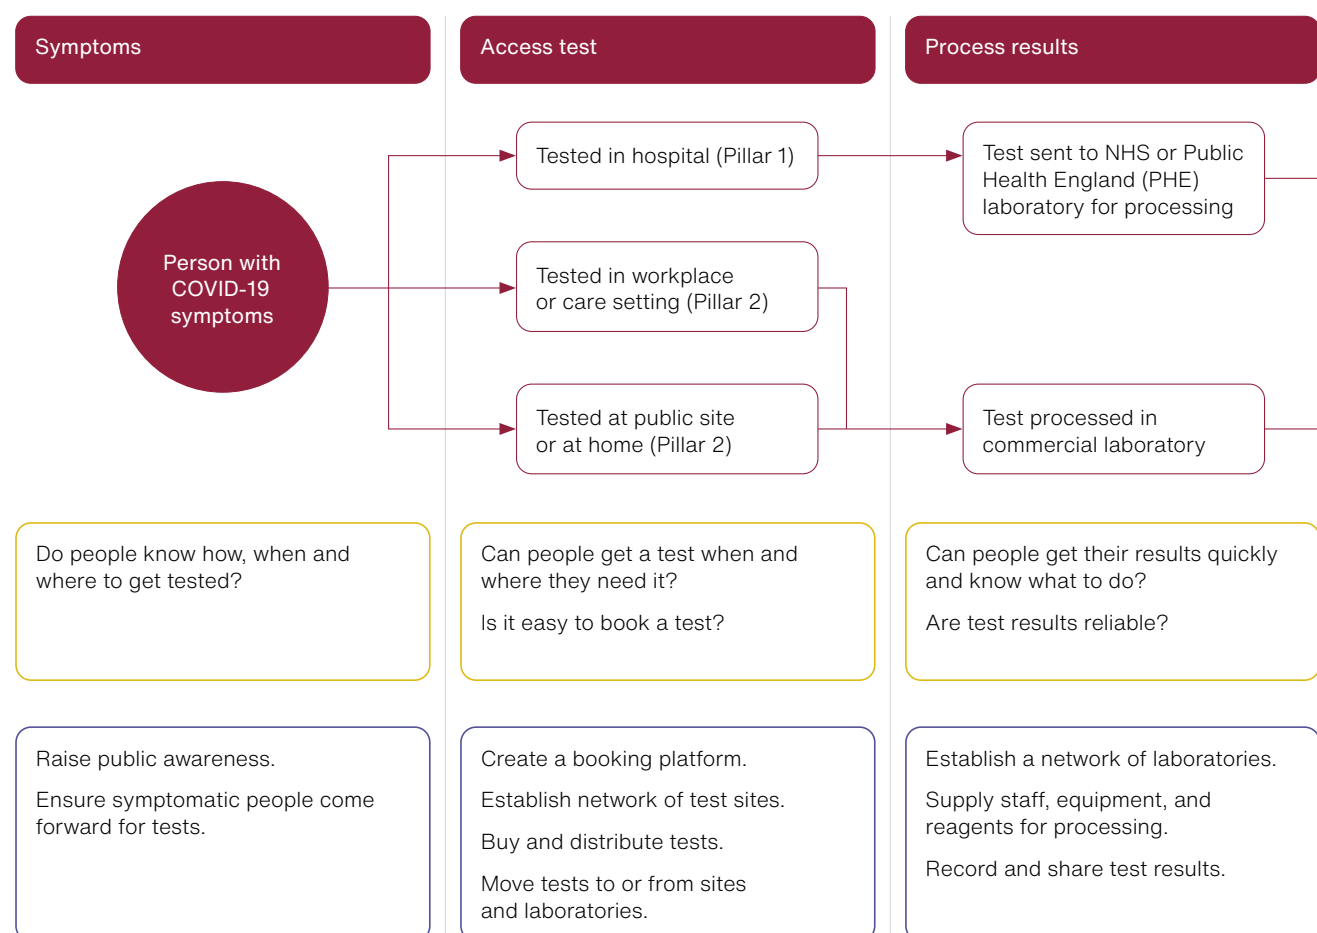 Symptoms
Access test
Process results
Person with
COVID-19
symptoms
Tested in hospital (Pillar 1)
Tested in workplace
or care setting (Pillar 2)
Tested at public site
or at home (Pillar 2)
Test sent to NHS or Public
Health England (PHE)
laboratory for processing
Test processed in
commercial laboratory
Do people know how, when and
where to get tested?
Can people get a test when and
where they need it?
Is it easy to book a test?
Can people get their results quickly
and know what to do?
Are test results reliable?
Raise public awareness.
Ensure symptomatic people come
forward for tests.
Create a booking platform.
Establish network of test sites.
Buy and distribute tests.
Move tests to or from sites
and laboratories.
Establish a network of laboratories.
Supply staff, equipment, and
reagents for processing.
Record and share test results.